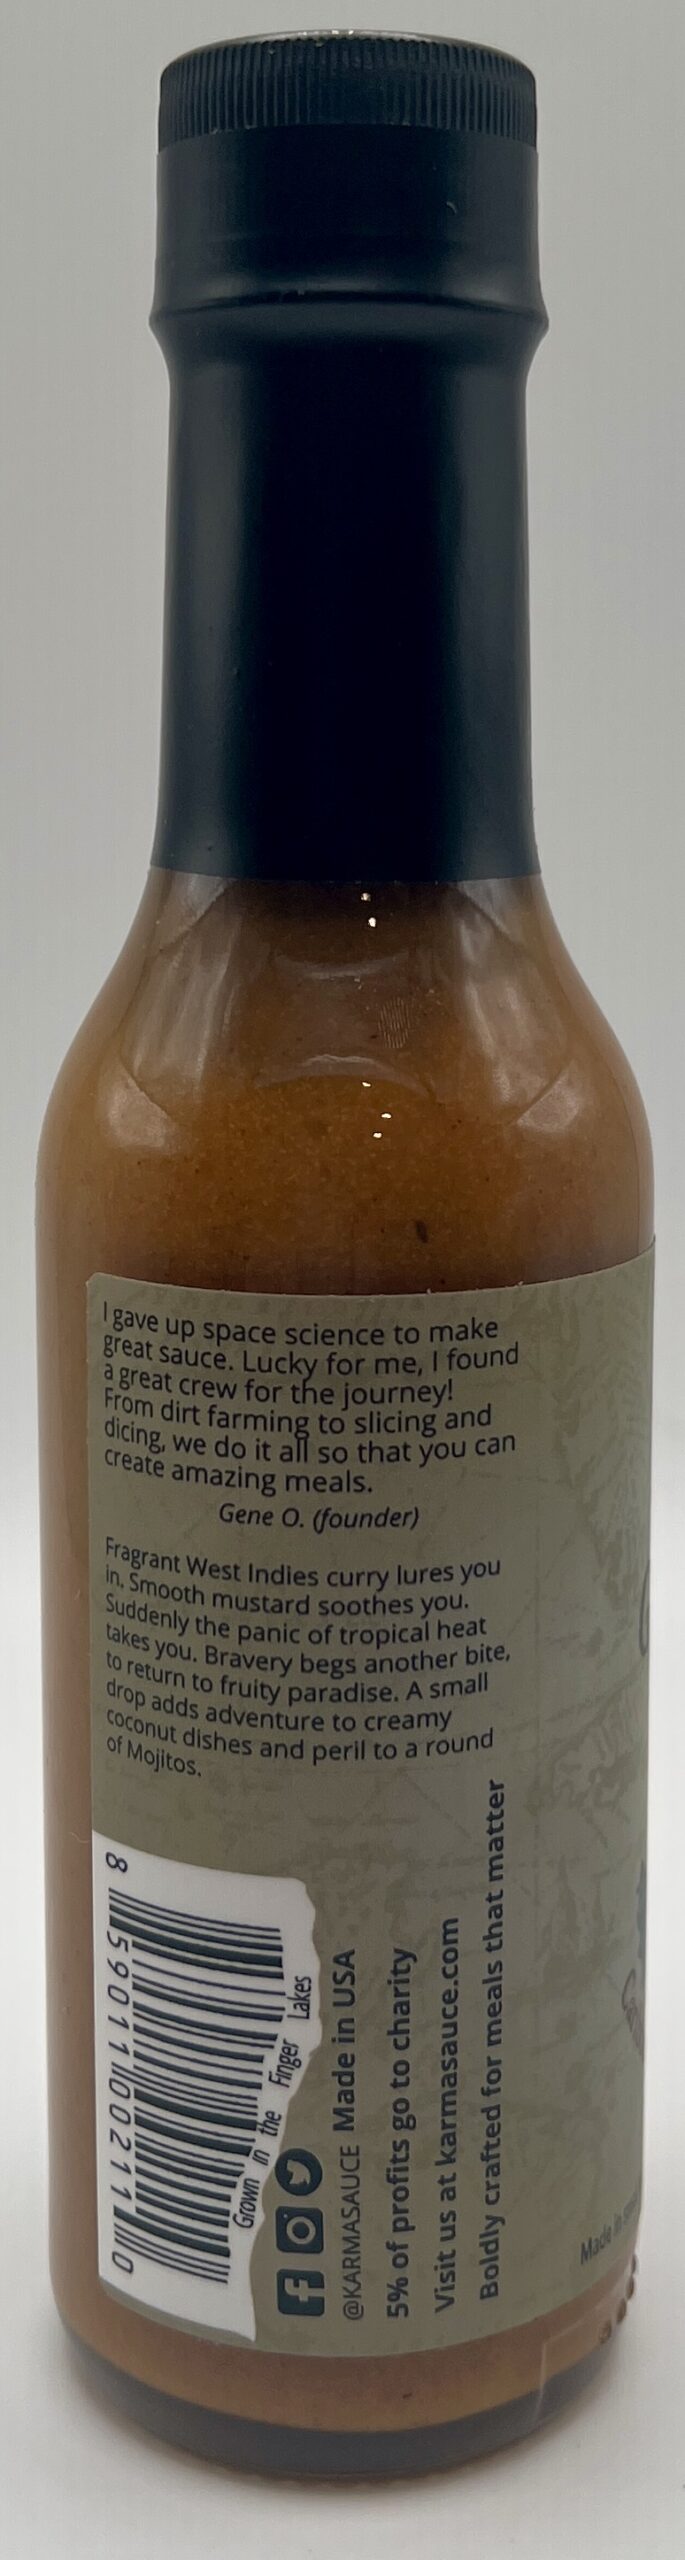 I gave up space science to make
great sauce. Lucky for me, I found
a great crew for the journey!
From dirt farming to slicing and
dicing, we do it all so that you can
create amazing meals.
Gene O. (founder)
Fragrant West Indies curry lures you
in. Smooth mustard soothes you.
Suddenly the panic of tropical heat
takes you. Bravery begs another bite,
to return to fruity paradise. A small
drop adds adventure to creamy
coconut dishes and peril to a round
of Mojitos.
8 59011 00211 0
Grown in the Finger Lakes
@KARMASAUCE Made in USA
5% of profits go to charity
Visit us at karmasauce.com
Boldly crafted for meals that matter
Made in